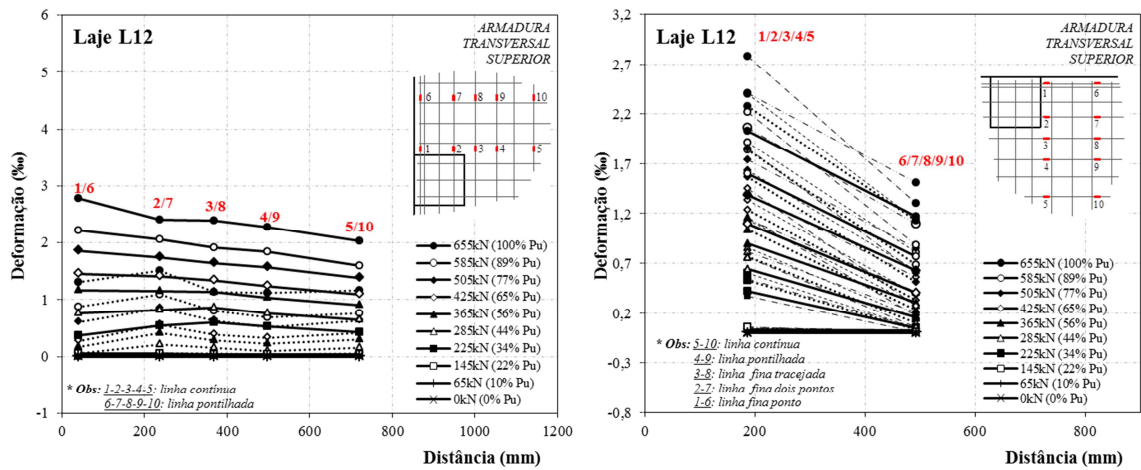 Laje L12
ARMADURA
TRANSVERSAL
SUPERIOR
6
5
4
3
2
1
0
-1
Deformação (‰)
6 7 8 9 10
1 2 3 4 5
1/6
2/7
3/8
4/9
5/10
655kN (100% Pu)
585kN (89% Pu)
505kN (77% Pu)
425kN (65% Pu)
365kN (56% Pu)
285kN (44% Pu)
225kN (34% Pu)
145kN (22% Pu)
65kN (10% Pu)
0kN (0% Pu)
* Obs: 1-2-3-4-5: linha contínua
6-7-8-9-10: linha pontilhada
0 200 400 600 800 1000 1200
Distância (mm)
Laje L12
1/2/3/4/5
ARMADURA
TRANSVERSAL
SUPERIOR
3,2
2,7
2,2
1,7
1,2
0,7
0,2
-0,3
-0,8
Deformação (‰)
1 6
2 7
3 8
4 9
5 10
6/7/8/9/10
655kN (100% Pu)
585kN (89% Pu)
505kN (77% Pu)
425kN (65% Pu)
365kN (56% Pu)
285kN (44% Pu)
225kN (34% Pu)
145kN (22% Pu)
65kN (10% Pu)
0kN (0% Pu)
* Obs: 5-10: linha contínua
4-9: linha pontilhada
3-8: linha fina tracejada
2-7: linha fina dois pontos
1-6: linha fina ponto
0 200 400 600 800
Distância (mm)